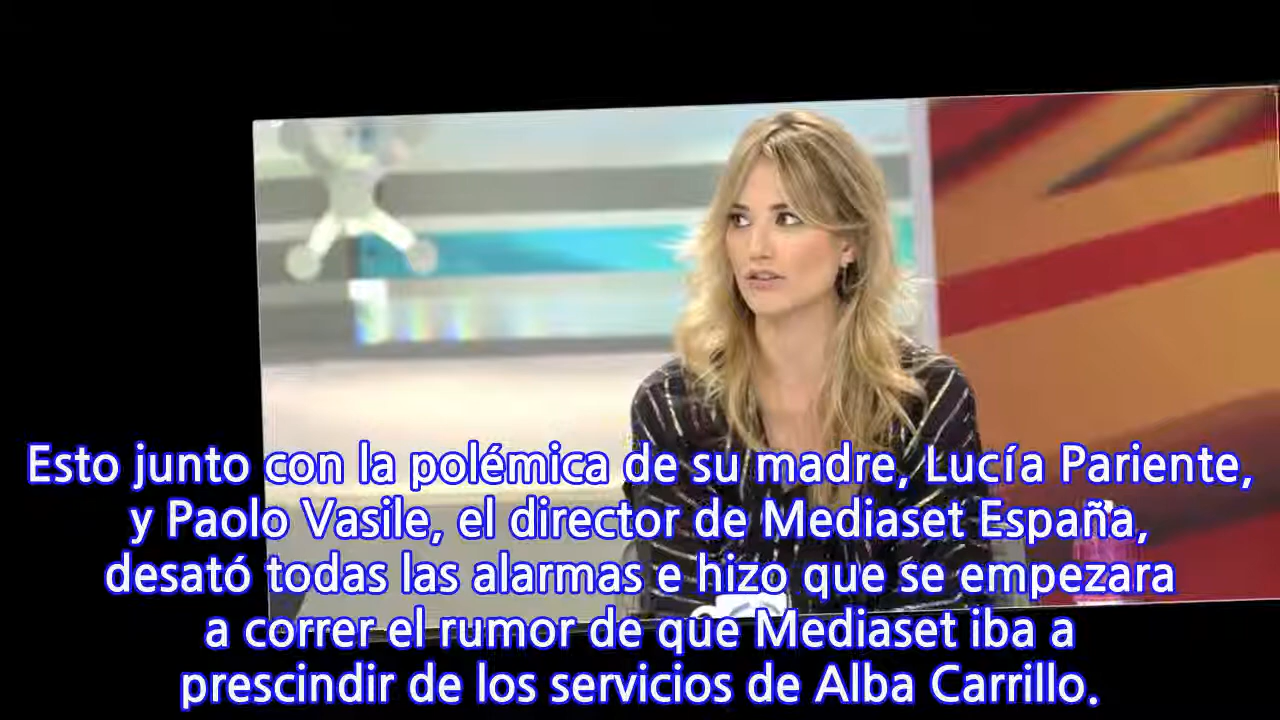 Esto junto con la polémica de su madre, Lucía Pariente,
y Paolo Vasile, el director de Mediaset España,
desató todas las alarmas e hizo que se empezara
a correr el rumor de que Mediaset iba a
prescindir de los servicios de Alba Carrillo.